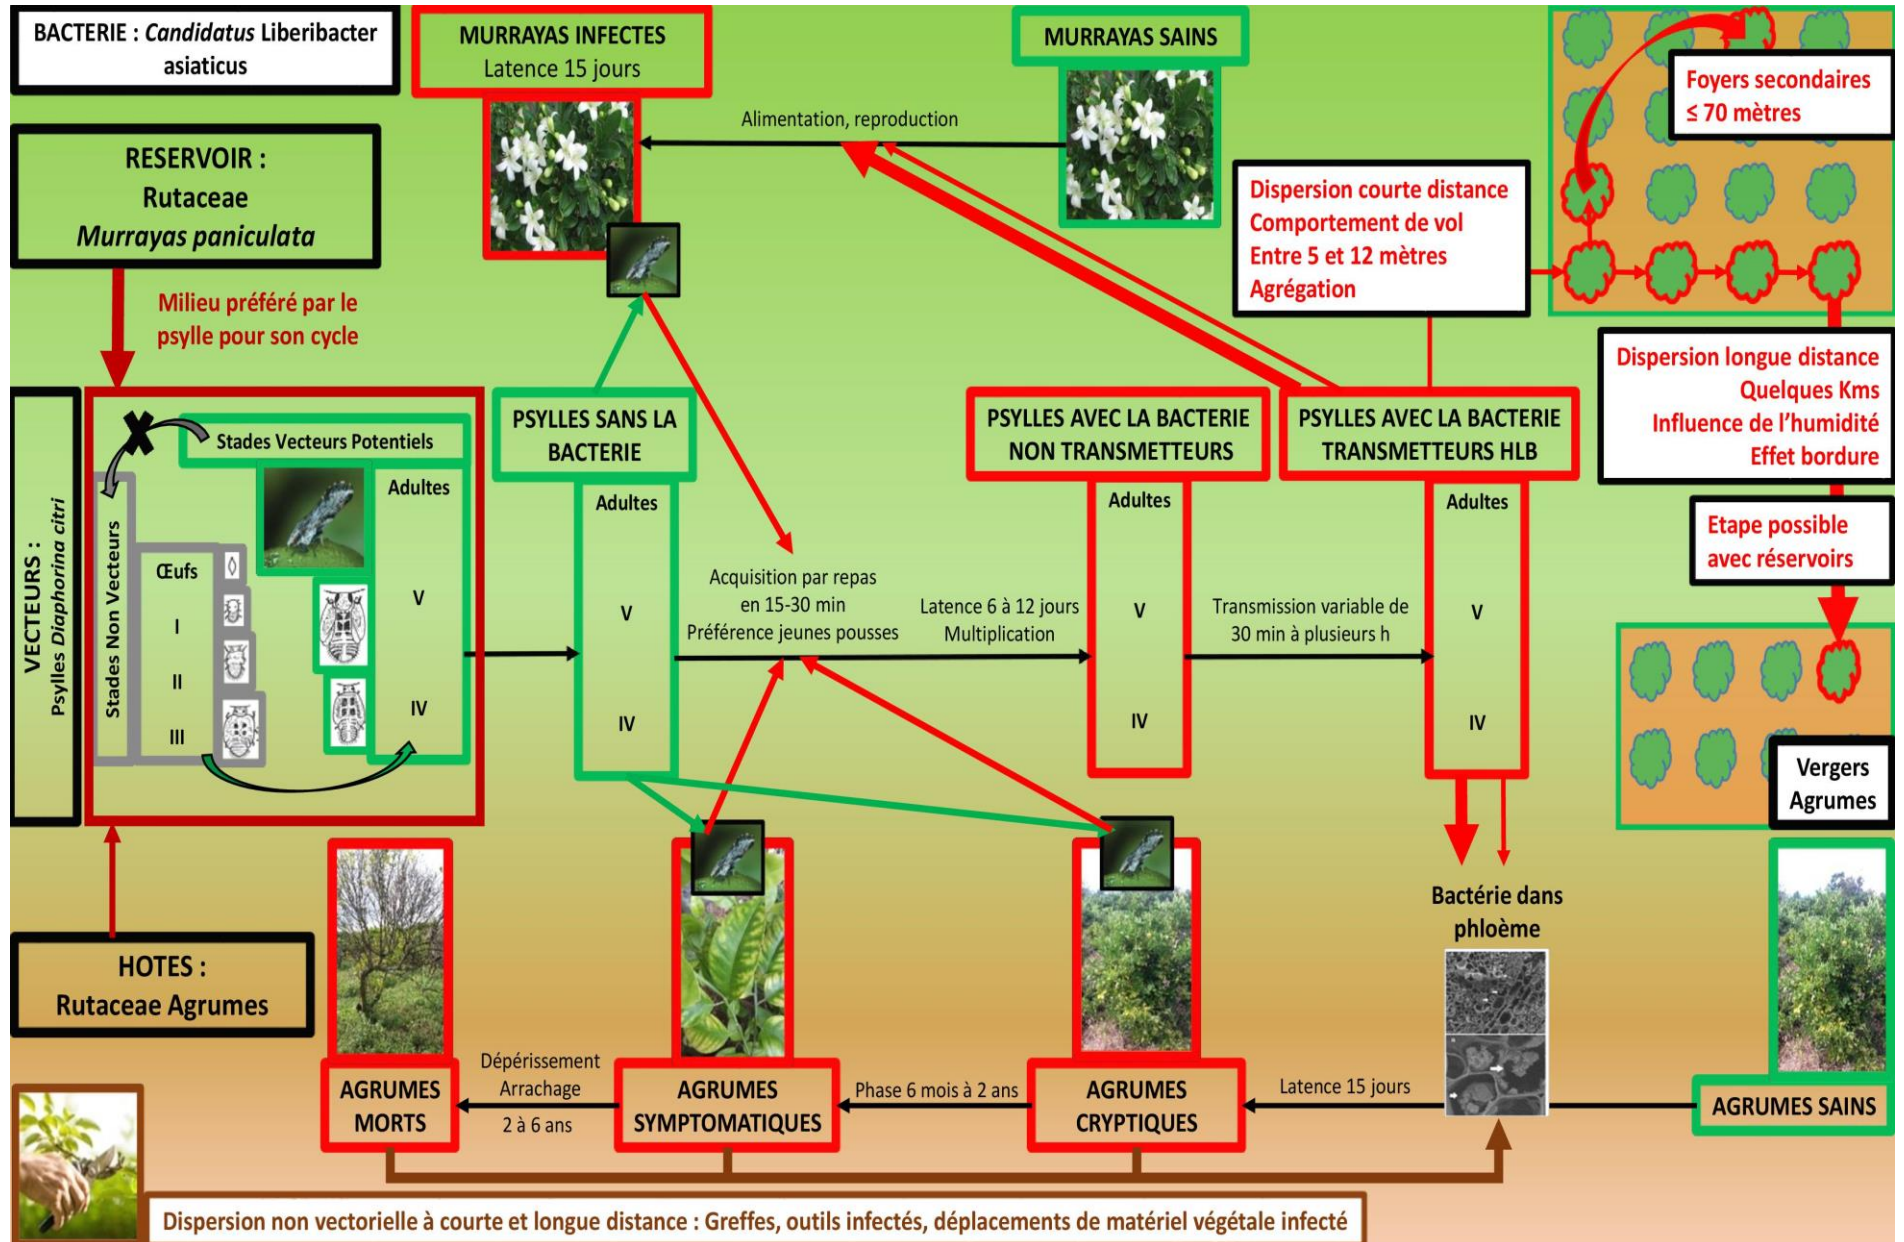 BACTERIE : Candidatus Liberibacter
asiaticus
MURRAYAS INFECTES
Latence 15 jours
MURRAYAS SAINS
Foyers secondaires
≤ 70 mètres
Alimentation, reproduction
RESERVOIR :
Rutaceae
Murrayas paniculata
Dispersion courte distance
Comportement de vol
Entre 5 et 12 mètres
Agrégation
Milieu préféré par le
psylle pour son cycle
Dispersion longue distance
Quelques Kms
Influence de l'humidité
Effet bordure
VECTEURS :
Psylles Diaphorina citri
Stades Vecteurs Potentiels
Adultes
V
IV
Stades Non Vecteurs
Œufs
I
II
III
PSYLLES SANS LA
BACTERIE
Adultes
V
IV
PSYLLES AVEC LA BACTERIE
NON TRANSMETTEURS
Adultes
V
IV
PSYLLES AVEC LA BACTERIE
TRANSMETTEURS HLB
Adultes
V
IV
Etape possible
avec réservoirs
Acquisition par repas
en 15-30 min
Préférence jeunes pousses
Latence 6 à 12 jours
Multiplication
Transmission variable de
30 min à plusieurs h
Vergers
Agrumes
Bactérie dans
phloème
HOTES :
Rutaceae Agrumes
AGRUMES
MORTS
Dépérissement
Arrachage
2 à 6 ans
AGRUMES
SYMPTOMATIQUES
Phase 6 mois à 2 ans
AGRUMES
CRYPTIQUES
Latence 15 jours
AGRUMES SAINS
Dispersion non vectorielle à courte et longue distance : Greffes, outils infectés, déplacements de matériel végétale infecté